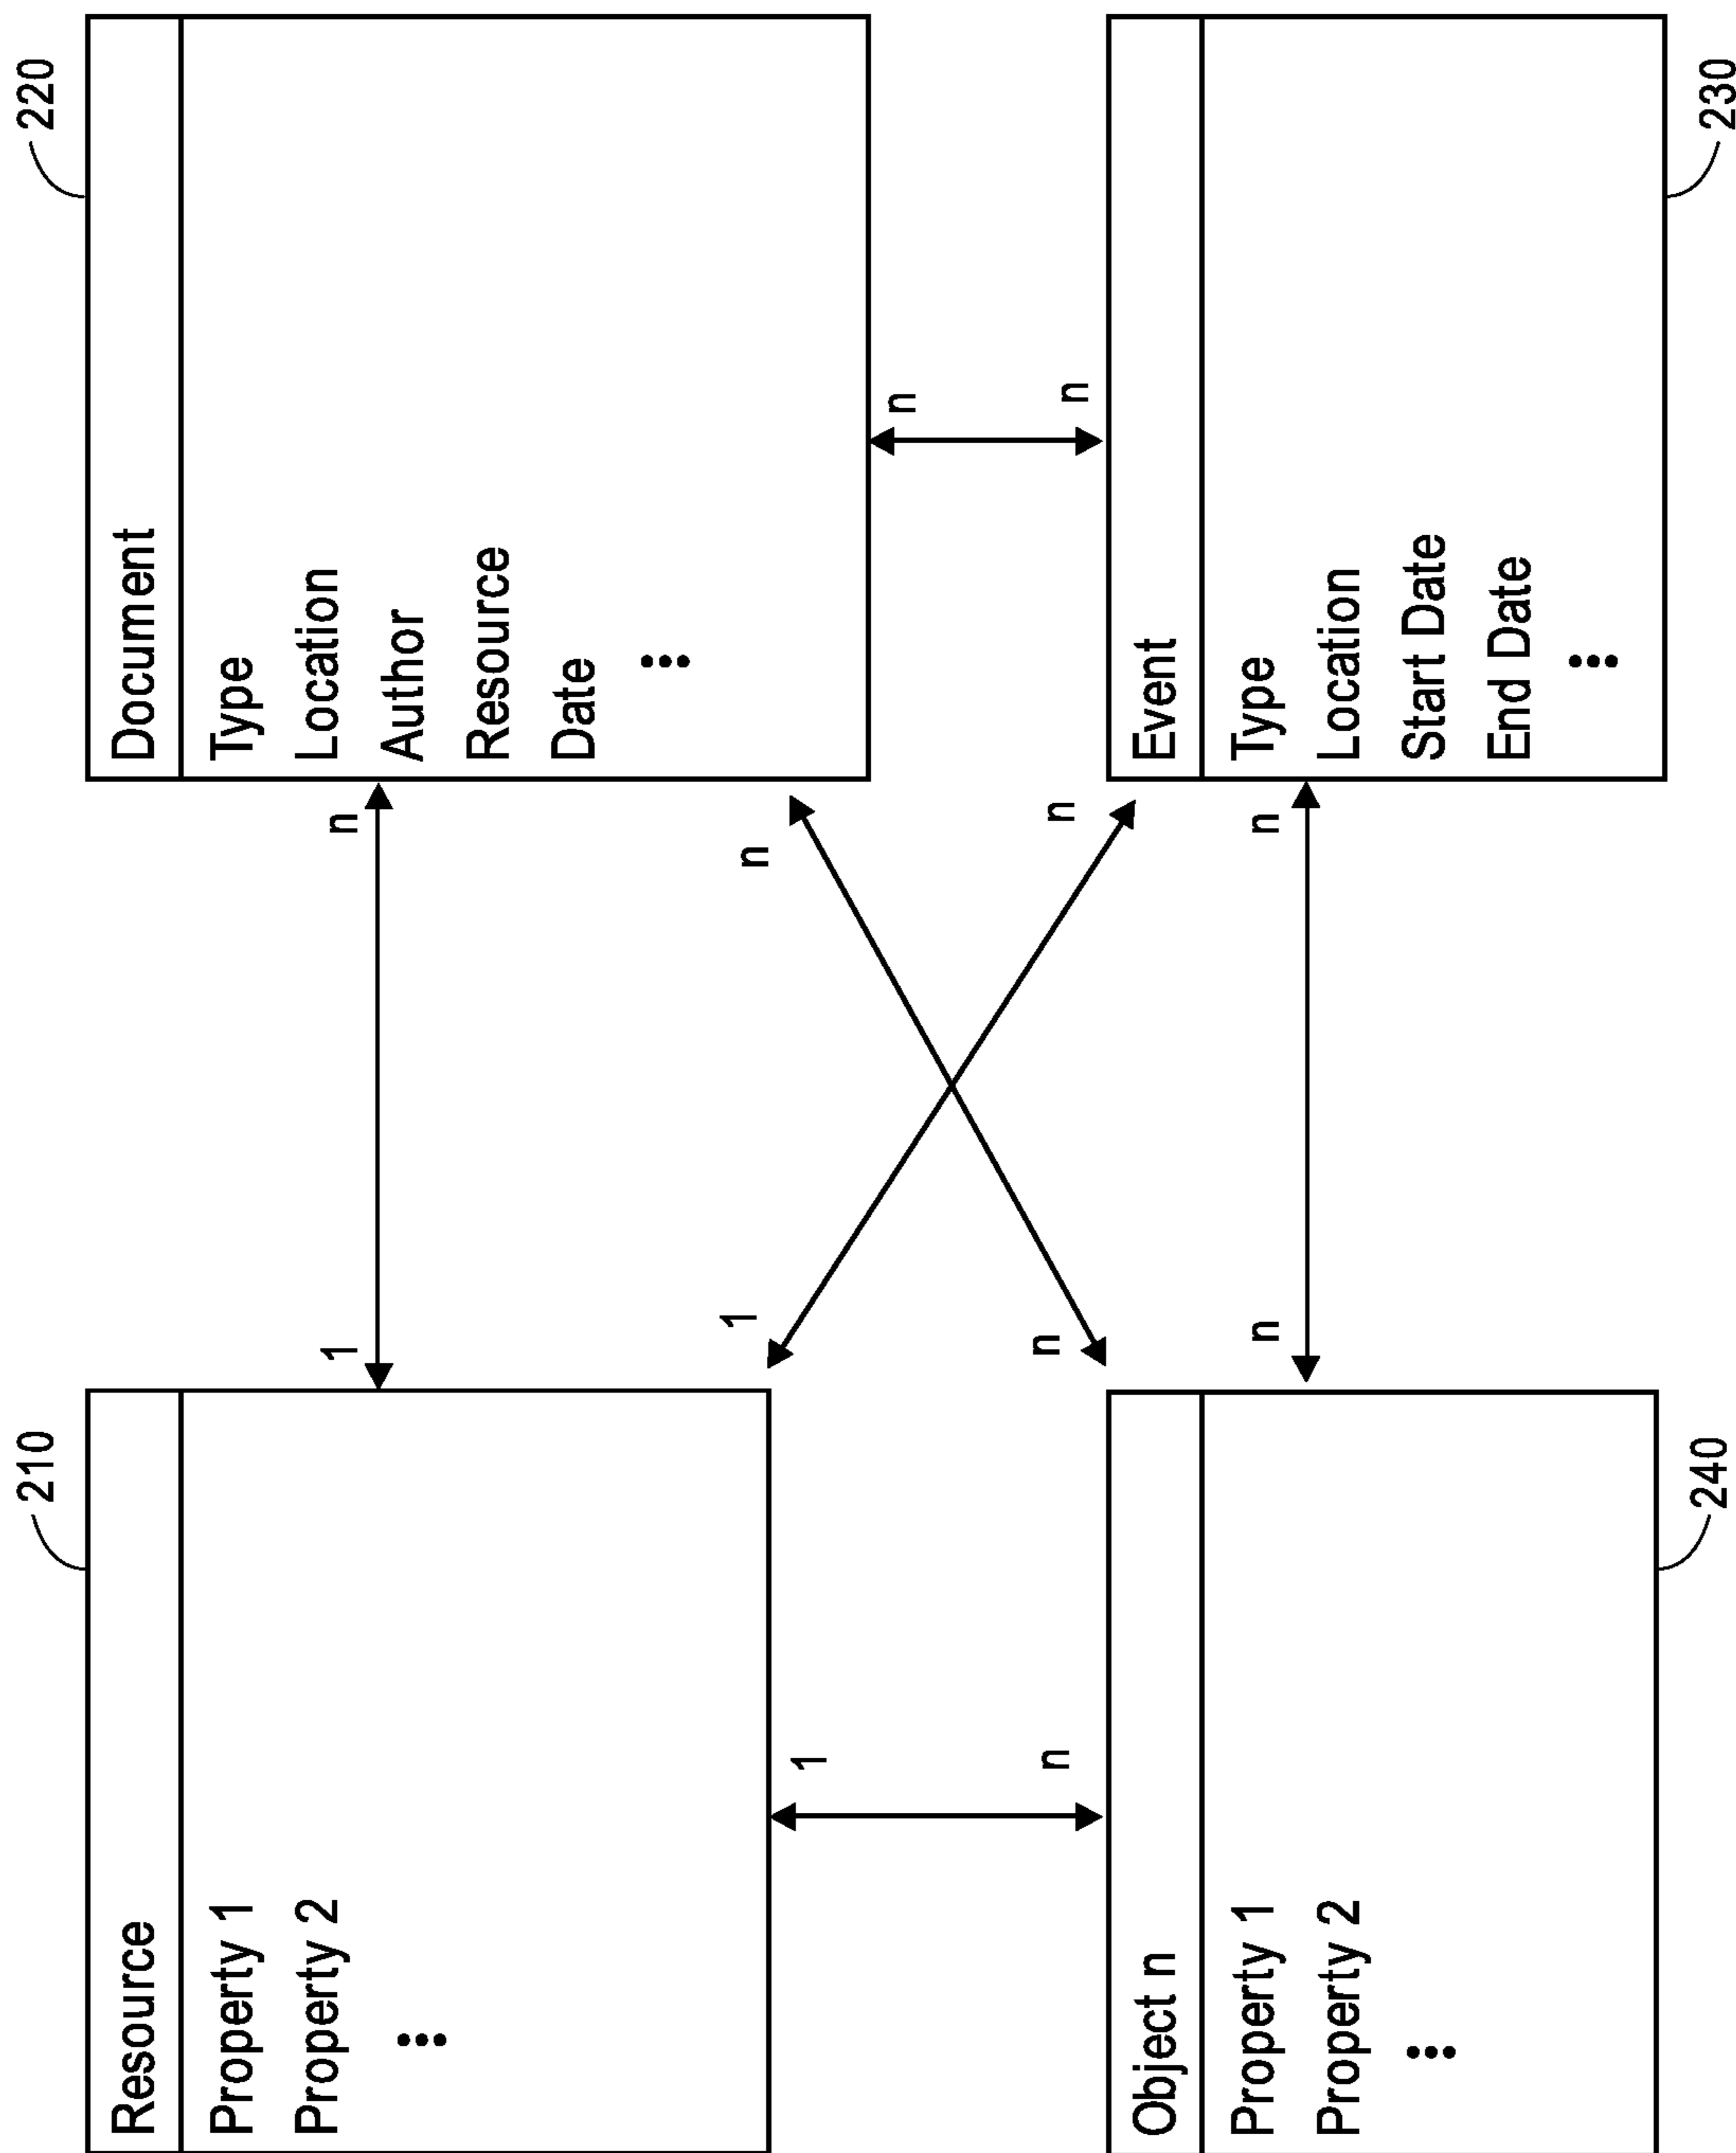 210
Resource
Property 1
Property 2
⋮
220
Document
Type
Location
Author
Resource
Date
⋮
1
n
1
n
1
n
n
n
n
n
n
n
Object n
Property 1
Property 2
⋮
240
Event
Type
Location
Start Date
End Date
⋮
230